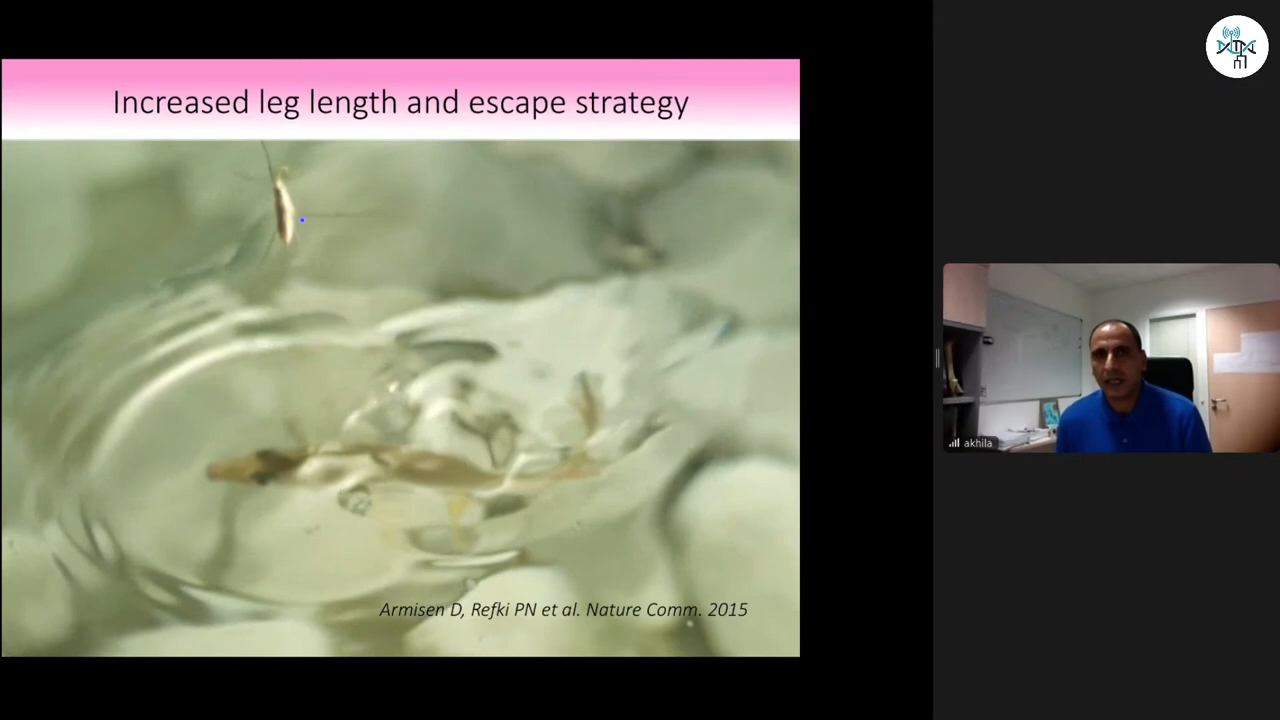 Increased leg length and escape strategy
Armisen D, Refki PN et al. Nature Comm. 2015
akhila